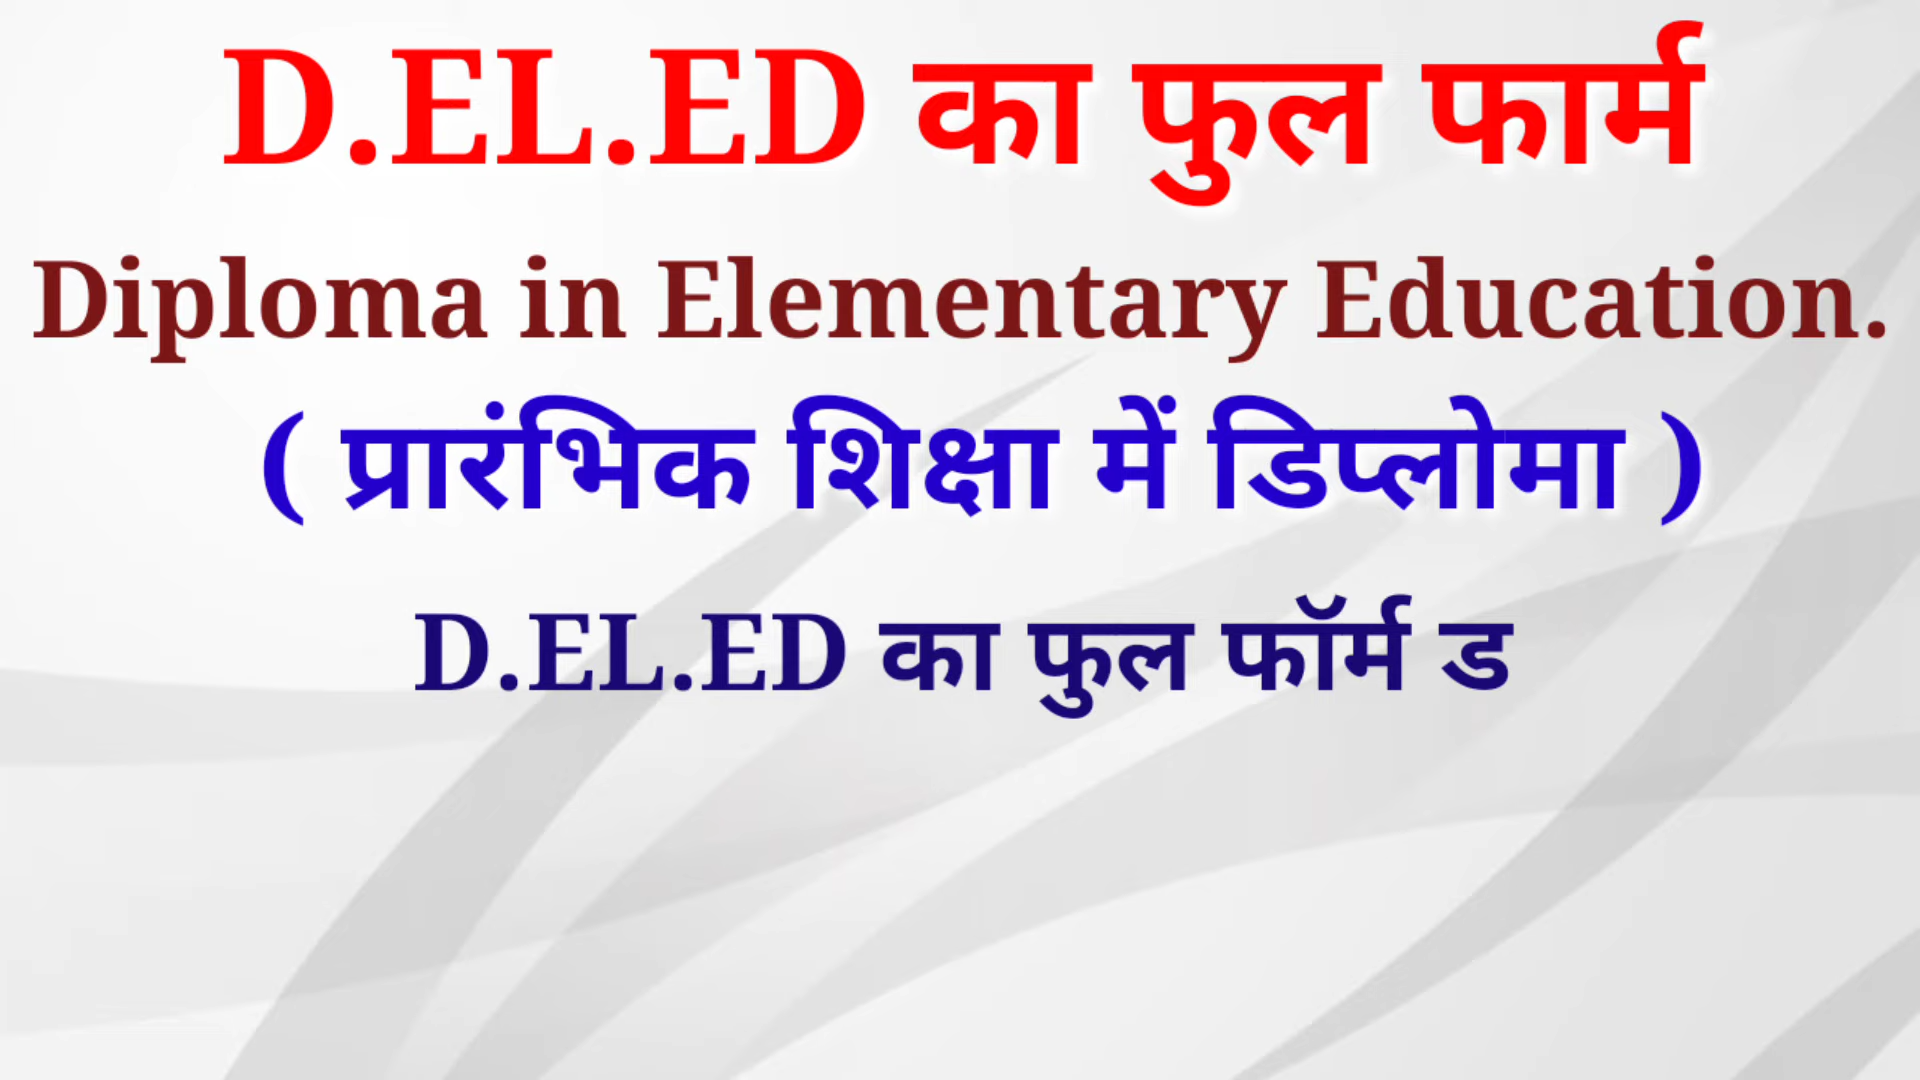 D.EL.ED का फुल फार्म
Diploma in Elementary Education.
( प्रारंभिक शिक्षा में डिप्लोमा )
D.EL.ED का फुल फॉर्म ड